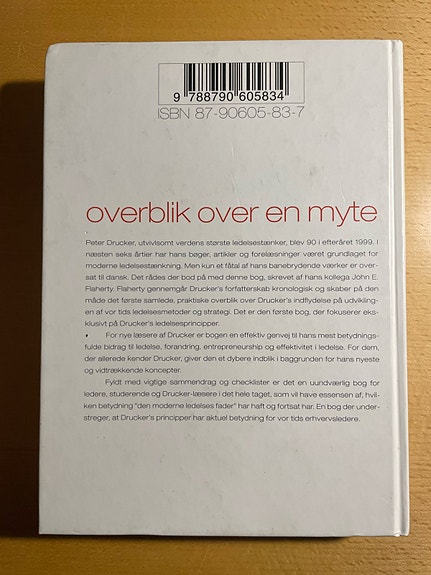 9 788790 605834
ISBN 87-90605-83-7
overblik over en myte
Peter Drucker, utvivlsomt verdens største ledelsestænker, blev 90 i efteråret 1999. I
næsten seks årtier har hans bøger, artikler og forelæsninger været grundlaget for
moderne ledelsestænkning. Men kun et fåtal af hans banebrydende værker er over-
sat til dansk. Det rådes der bod på med denne bog, skrevet af hans kollega John E.
Flaherty. Flaherty gennemgår Drucker's forfatterskab kronologisk og skaber på den
måde det første samlede, praktiske overblik over Drucker's indflydelse på udviklin-
gen af vor tids ledelsesmetoder og strategi. Det er den første bog, der fokuserer eks-
klusivt på Drucker's ledelsesprincipper.
For nye læsere af Drucker er bogen en effektiv genvej til hans mest betydnings-
fulde bidrag til ledelse, forandring, entrepreneurship og effektivitet i ledelse. For dem,
der allerede kender Drucker, giver den et dybere indblik i baggrunden for hans nyeste
og vidtrækkende koncepter.
Fyldt med vigtige sammendrag og checklister er det en uundværlig bog for
ledere, studerende og Drucker-læsere i det hele taget, som vil have essensen af, hvil-
ken betydning "den moderne ledelses fader" har haft og fortsat har. En bog der under-
streger, at Drucker's principper har aktuel betydning for vor tids erhvervsledere.